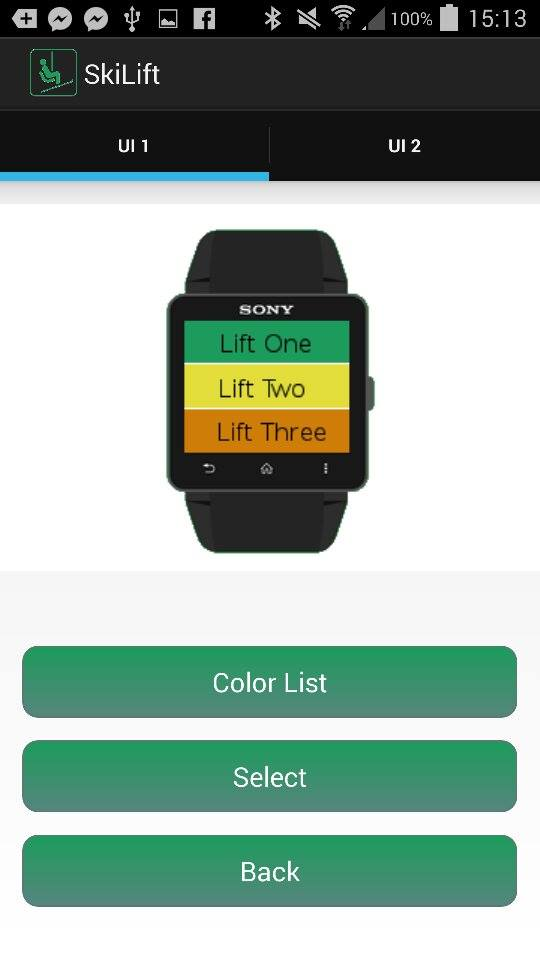 100% 15:13
SkiLift
UI 1 UI 2
SONY
Lift One
Lift Two
Lift Three
Color List
Select
Back